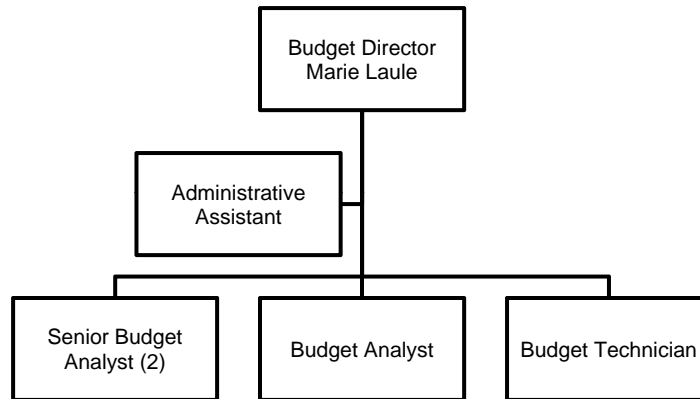 Budget Director
Marie Laule
Administrative
Assistant
Senior Budget
Analyst (2)
Budget Analyst
Budget Technician